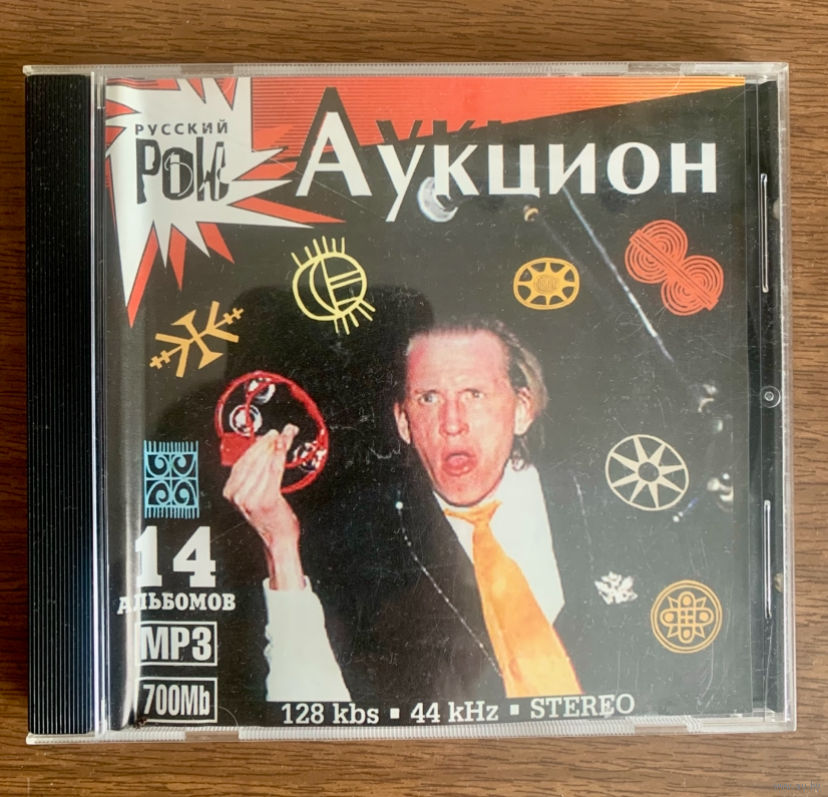 РУССКИЙ
РОК
Аукцион
14
АЛЬБОМОВ
MP3
700Mb
128 kbs ▪ 44 kHz ▪ STEREO